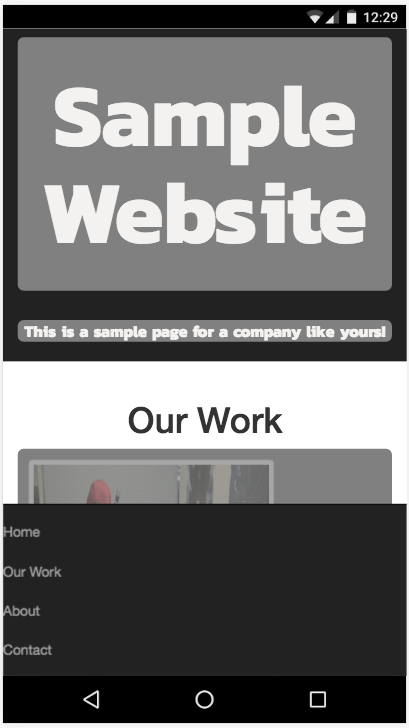 12:29
Sample
Website
This is a sample page for a company like yours!
Our Work
Home
Our Work
About
Contact